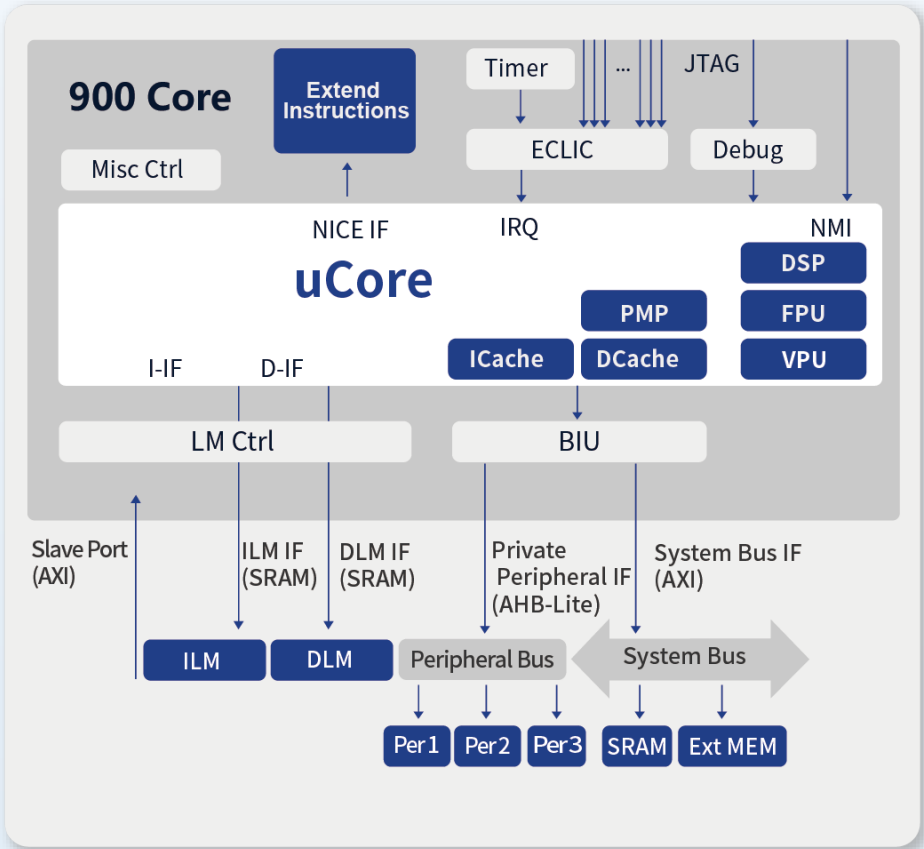 900 Core
Extend
Instructions
Timer
...
JTAG
Misc Ctrl
ECLIC
Debug
NICE IF
IRQ
NMI
uCore
DSP
PMP
FPU
ICache
DCache
VPU
I-IF
D-IF
LM Ctrl
BIU
Slave Port
(AXI)
ILM IF
(SRAM)
DLM IF
(SRAM)
Private
Peripheral IF
(AHB-Lite)
System Bus IF
(AXI)
ILM
DLM
Peripheral Bus
System Bus
Per1
Per2
Per3
SRAM
Ext MEM